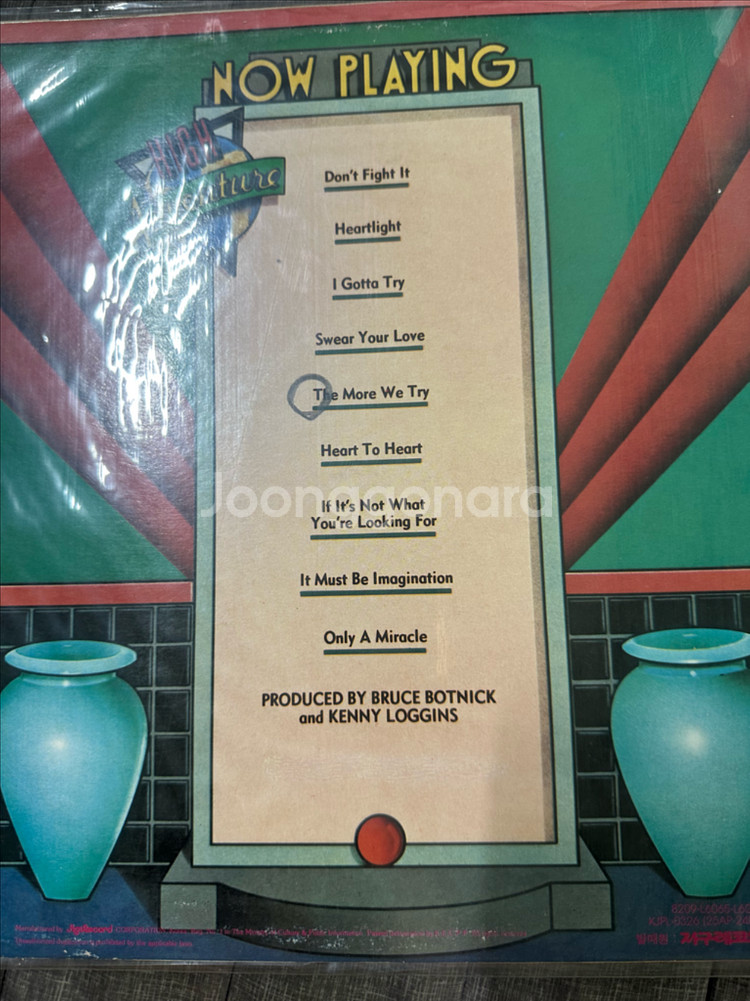 NOW PLAYING
HIGH
Don't Fight It
Heartlight
I Gotta Try
Swear Your Love
The More We Try
Heart To Heart
Joonggonara
If It's Not What
You're Looking For
It Must Be Imagination
Only A Miracle
PRODUCED BY BRUCE BOTNICK
and KENNY LOGGINS
Manufactured by